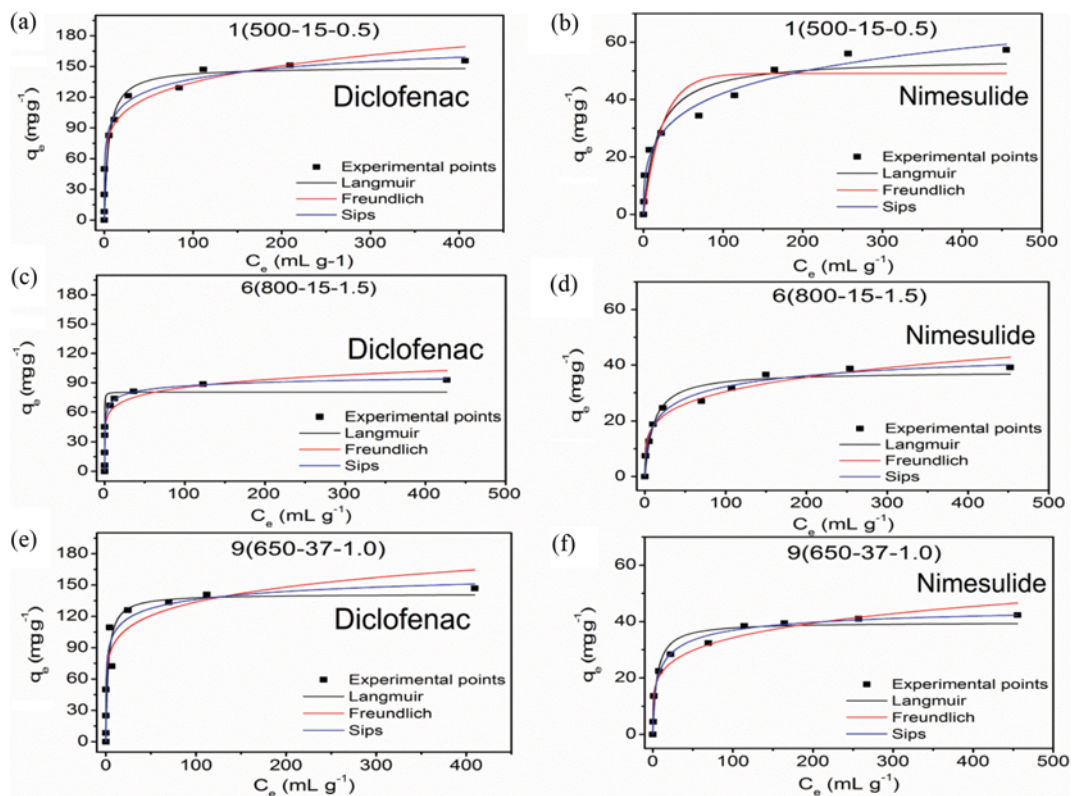 (a)
1(500-15-0.5)
Diclofenac
180
150
120
90
60
30
0
qe (mg g-1)
Experimental points
Langmuir
Freundlich
Sips
0 100 200 300 400
Ce (mL g-1)
(b)
1(500-15-0.5)
Nimesulide
60
40
20
0
qe (mg g-1)
Experimental points
Langmuir
Freundlich
Sips
0 100 200 300 400 500
Ce (mL g-1)
(c)
6(800-15-1.5)
Diclofenac
180
150
120
90
60
30
0
qe (mg g-1)
Experimental points
Langmuir
Freundlich
Sips
0 100 200 300 400 500
Ce (mL g-1)
(d)
6(800-15-1.5)
Nimesulide
60
40
20
0
qe (mg g-1)
Experimental points
Langmuir
Freundlich
Sips
0 100 200 300 400 500
Ce (mL g-1)
(e)
9(650-37-1.0)
Diclofenac
180
150
120
90
60
30
0
qe (mg g-1)
Experimental points
Langmuir
Freundlich
Sips
0 100 200 300 400
Ce (mL g-1)
(f)
9(650-37-1.0)
Nimesulide
60
40
20
0
qe (mg g-1)
Experimental points
Langmuir
Freundlich
Sips
0 100 200 300 400 500
Ce (mL g-1)